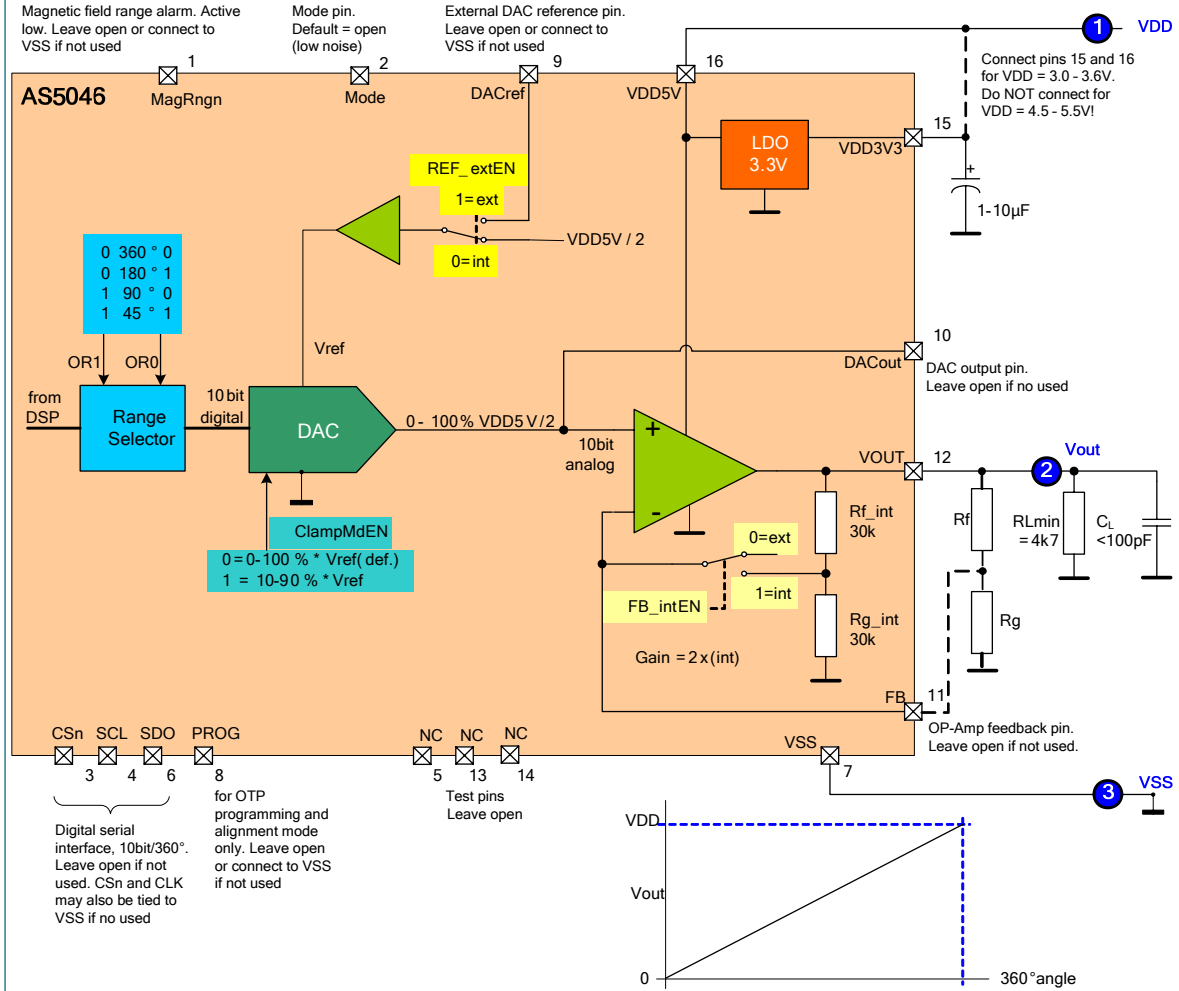 Magnetic field range alarm. Active
low. Leave open or connect to
VSS if not used
Mode pin.
Default = open
(low noise)
External DAC reference pin.
Leave open or connect to
VSS if not used
1
2
9
16
1
VDD
Connect pins 15 and 16
for VDD = 3.0 - 3.6V.
Do NOT connect for
VDD = 4.5 - 5.5V!
AS5046
MagRngn
Mode
DACref
VDD5V
15
VDD3V3
LDO
3.3V
+
1-10µF
REF_extEN
1=ext
VDD5V / 2
0=int
0 360 ° 0
0 180 ° 1
1 90 ° 0
1 45 ° 1
OR1
OR0
Vref
10
DACout
DAC output pin.
Leave open if no used
from
DSP
Range
Selector
10 bit
digital
DAC
0 - 100% VDD5 V/2
10bit
analog
+
-
VOUT
12
2
Vout
Rf_int
30k
Rf
RLmin
= 4k7
CL
<100pF
ClampMdEN
0=0-100 % * Vref( def.)
1 = 10-90 % * Vref
0=ext
1=int
FB_intEN
Rg_int
30k
Gain = 2 x (int)
Rg
FB
11
OP-Amp feedback pin.
Leave open if not used.
CSn
SCL
SDO
PROG
NC
NC
NC
VSS
3
4
6
8
5
13
14
7
Digital serial
interface, 10bit/360°.
Leave open if not
used. CSn and CLK
may also be tied to
VSS if no used
for OTP
programming and
alignment mode
only. Leave open
or connect to VSS
if not used
Test pins
Leave open
3
VSS
VDD
Vout
0
360°angle